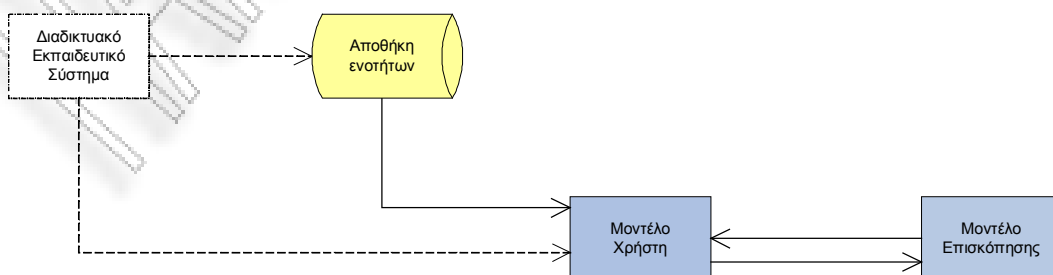 Διαδικτυακό
Εκπαιδευτικό
Σύστημα
Αποθήκη
ενοτήτων
Μοντέλο
Χρήστη
Μοντέλο
Επισκόπησης